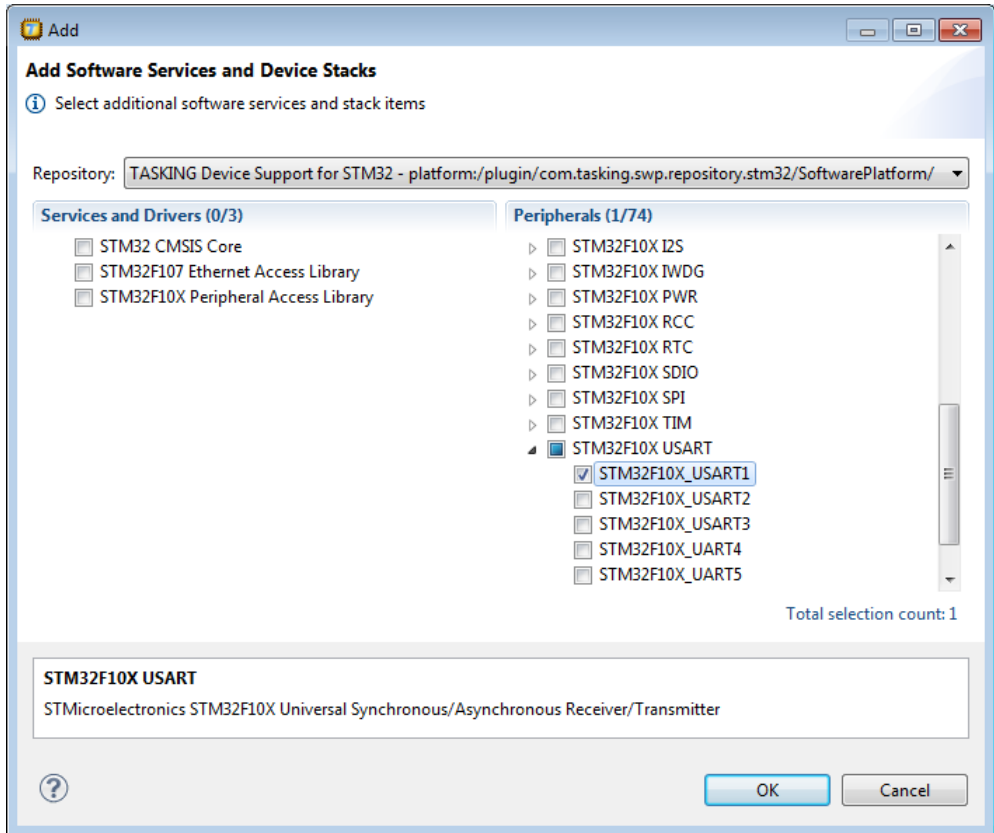 Add
Add Software Services and Device Stacks
Select additional software services and stack items
Repository: TASKING Device Support for STM32 - platform:/plugin/com.tasking.swp.repository.stm32/SoftwarePlatform/
Services and Drivers (0/3)
STM32 CMSIS Core
STM32F107 Ethernet Access Library
STM32F10X Peripheral Access Library
Peripherals (1/74)
STM32F10X I2S
STM32F10X IWDG
STM32F10X PWR
STM32F10X RCC
STM32F10X RTC
STM32F10X SDIO
STM32F10X SPI
STM32F10X TIM
STM32F10X USART
STM32F10X_USART1
STM32F10X_USART2
STM32F10X_USART3
STM32F10X_UART4
STM32F10X_UART5
Total selection count: 1
STM32F10X USART
STMicroelectronics STM32F10X Universal Synchronous/Asynchronous Receiver/Transmitter
OK
Cancel